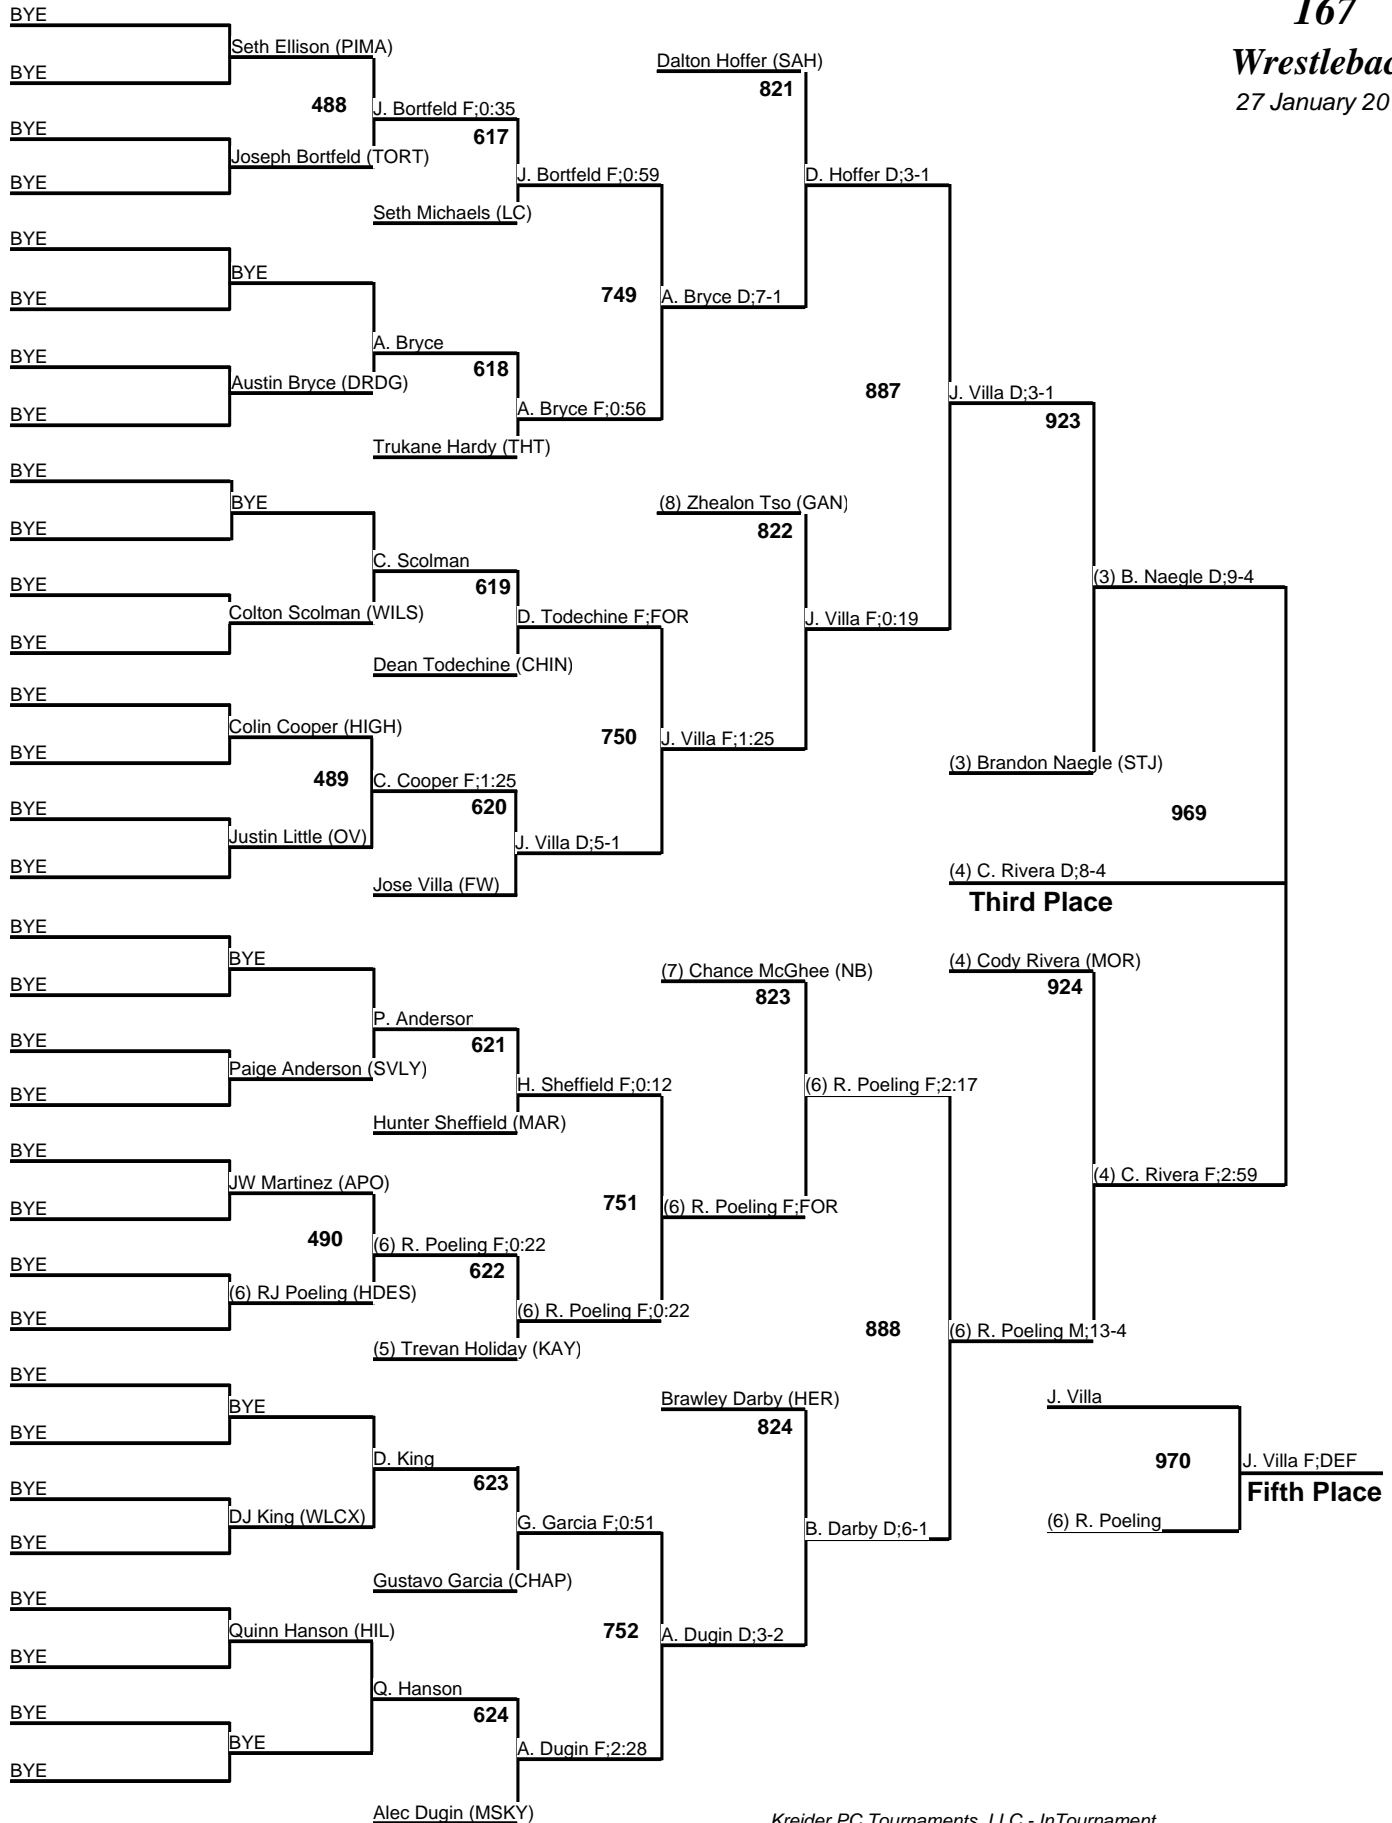 167
Wrestlebac
27 January 20
BYE
Seth Ellison (PIMA)
BYE
488
J. Bortfeld F;0:35
BYE
617
Joseph Bortfeld (TORT)
BYE
J. Bortfeld F;0:59
Seth Michaels (LC)
BYE
BYE
BYE
749
A. Bryce D;7-1
A. Bryce
BYE
618
Austin Bryce (DRDG)
BYE
A. Bryce F;0:56
Trukane Hardy (THT)
Dalton Hoffer (SAH)
821
D. Hoffer D;3-1
887
J. Villa D;3-1
923
BYE
BYE
BYE
C. Scolman
BYE
619
Colton Scolman (WILS)
BYE
D. Todechine F;FOR
Dean Todechine (CHIN)
(8) Zhealon Tso (GAN)
822
J. Villa F;0:19
(3) B. Naegle D;9-4
BYE
Colin Cooper (HIGH)
BYE
750
J. Villa F;1:25
489
C. Cooper F;1:25
BYE
620
Justin Little (OV)
J. Villa D;5-1
BYE
Jose Villa (FW)
(3) Brandon Naegle (STJ)
969
(4) C. Rivera D;8-4
Third Place
BYE
BYE
BYE
P. Anderson
BYE
621
Paige Anderson (SVLY)
BYE
H. Sheffield F;0:12
Hunter Sheffield (MAR)
(7) Chance McGhee (NB)
823
(4) Cody Rivera (MOR)
924
(6) R. Poeling F;2:17
BYE
JW Martinez (APO)
BYE
751
(6) R. Poeling F;FOR
(4) C. Rivera F;2:59
490
(6) R. Poeling F;0:22
BYE
622
(6) RJ Poeling (HDES)
BYE
(6) R. Poeling F;0:22
(5) Trevan Holiday (KAY)
888
(6) R. Poeling M;13-4
BYE
BYE
BYE
Brawley Darby (HER)
824
J. Villa
D. King
623
BYE
DJ King (WLCX)
G. Garcia F;0:51
BYE
B. Darby D;6-1
Gustavo Garcia (CHAP)
970
J. Villa F;DEF
Fifth Place
(6) R. Poeling
BYE
Quinn Hanson (HIL)
BYE
752
A. Dugin D;3-2
Q. Hanson
BYE
624
BYE
BYE
A. Dugin F;2:28
Alec Dugin (MSKY)
Kreider PC Tournaments, LLC - InTournament